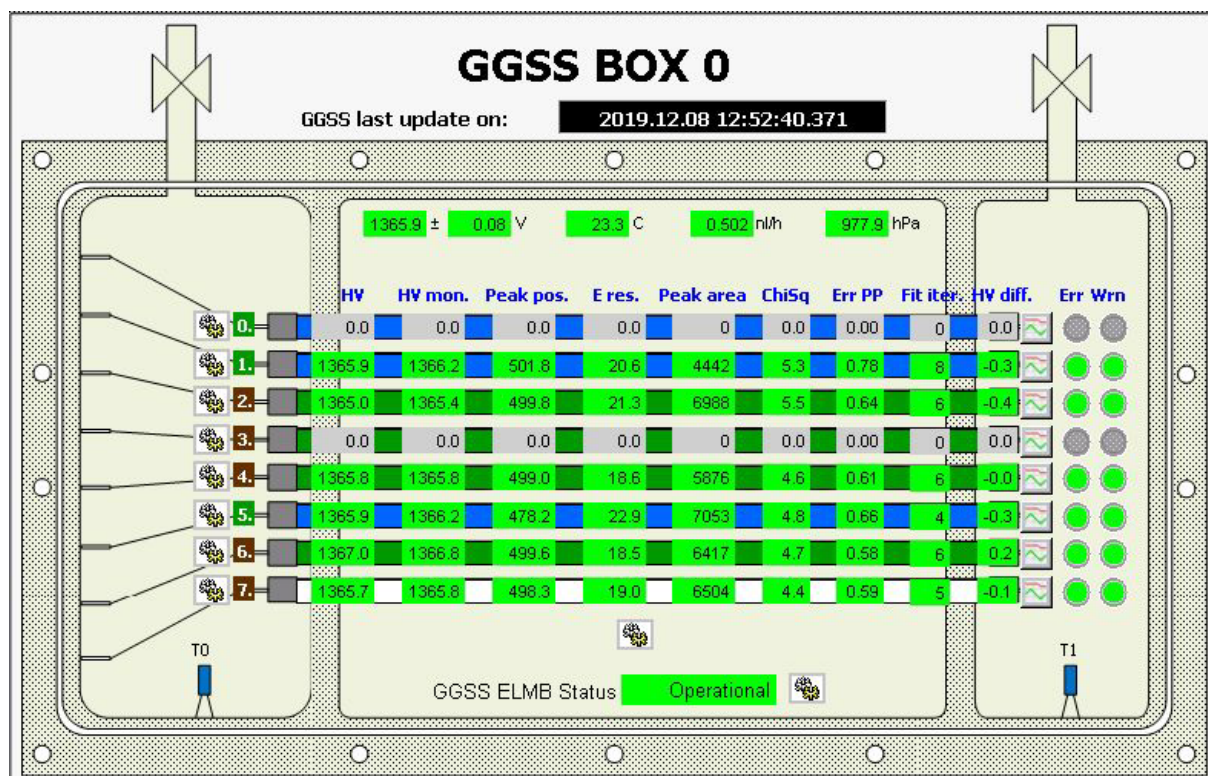 GGSS BOX 0
GGSS last update on: 2019.12.08 12:52:40.371
1365.9 ± 0.08 V 23.3 C 0.502 nl/h 977.9 hPa
HV HV mon. Peak pos. E res. Peak area ChiSq Err PP Fit iter. HV diff. Err Wrn
0. 0.0 0.0 0.0 0.0 0 0.0 0.00 0 0.0
1. 1365.9 1366.2 501.8 20.6 4442 5.3 0.78 8 -0.3
2. 1365.0 1365.4 499.8 21.3 6988 5.5 0.64 6 -0.4
3. 0.0 0.0 0.0 0.0 0 0.0 0.00 0 0.0
4. 1365.8 1365.8 499.0 18.6 5876 4.6 0.61 6 -0.0
5. 1365.9 1366.2 478.2 22.9 7053 4.8 0.66 4 -0.3
6. 1367.0 1366.8 499.6 18.5 6417 4.7 0.58 6 0.2
7. 1365.7 1365.8 498.3 19.0 6504 4.4 0.59 5 -0.1
T0 T1
GGSS ELMB Status Operational